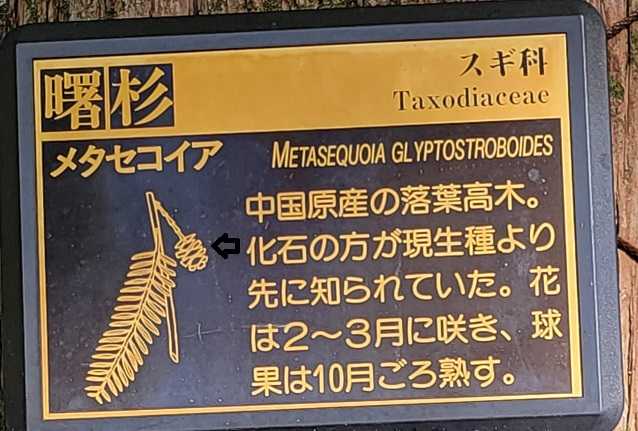 曙杉
スギ科
Taxodiaceae
メタセコイア
METASEQUOIA GLYPTOSTROBOIDES
中国原産の落葉高木。
化石の方が現生種より
先に知られていた。花
は2〜3月に咲き、球
果は10月ごろ熟す。